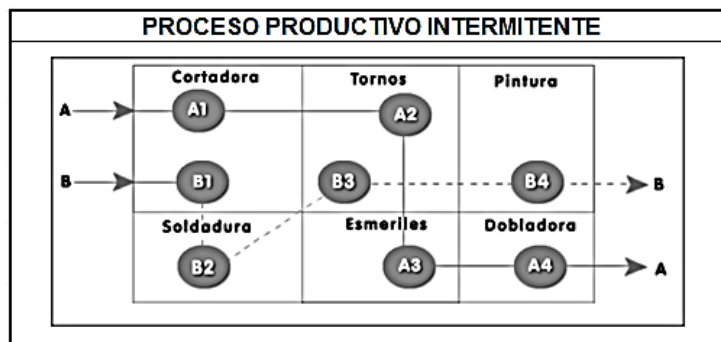 PROCESO PRODUCTIVO INTERMITENTE
Cortadora Tornos Pintura
A A1 A2
B B1 B3 B4 B
Soldadura Esmeriles Dobladora
B2 A3 A4 A